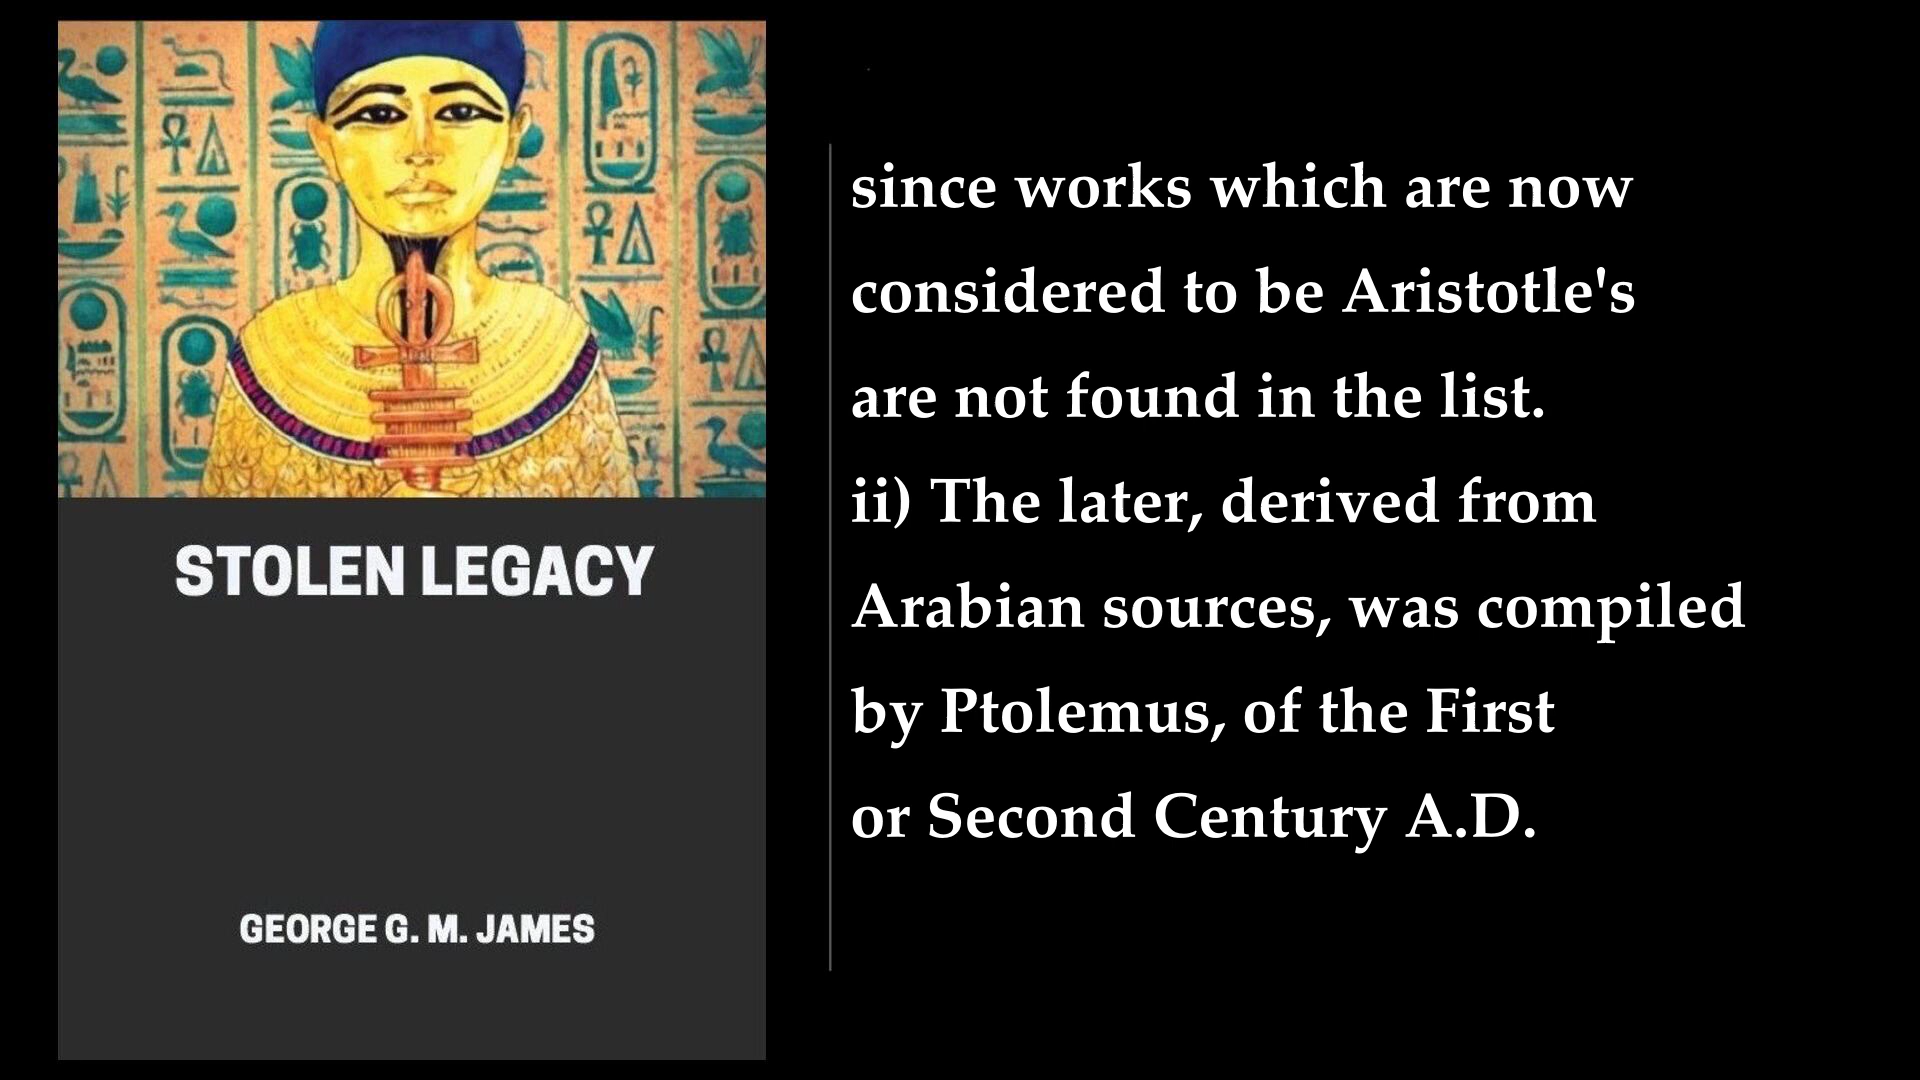 STOLEN LEGACY
GEORGE G. M. JAMES
since works which are now
considered to be Aristotle's
are not found in the list.
ii) The later, derived from
Arabian sources, was compiled
by Ptolemus, of the First
or Second Century A.D.